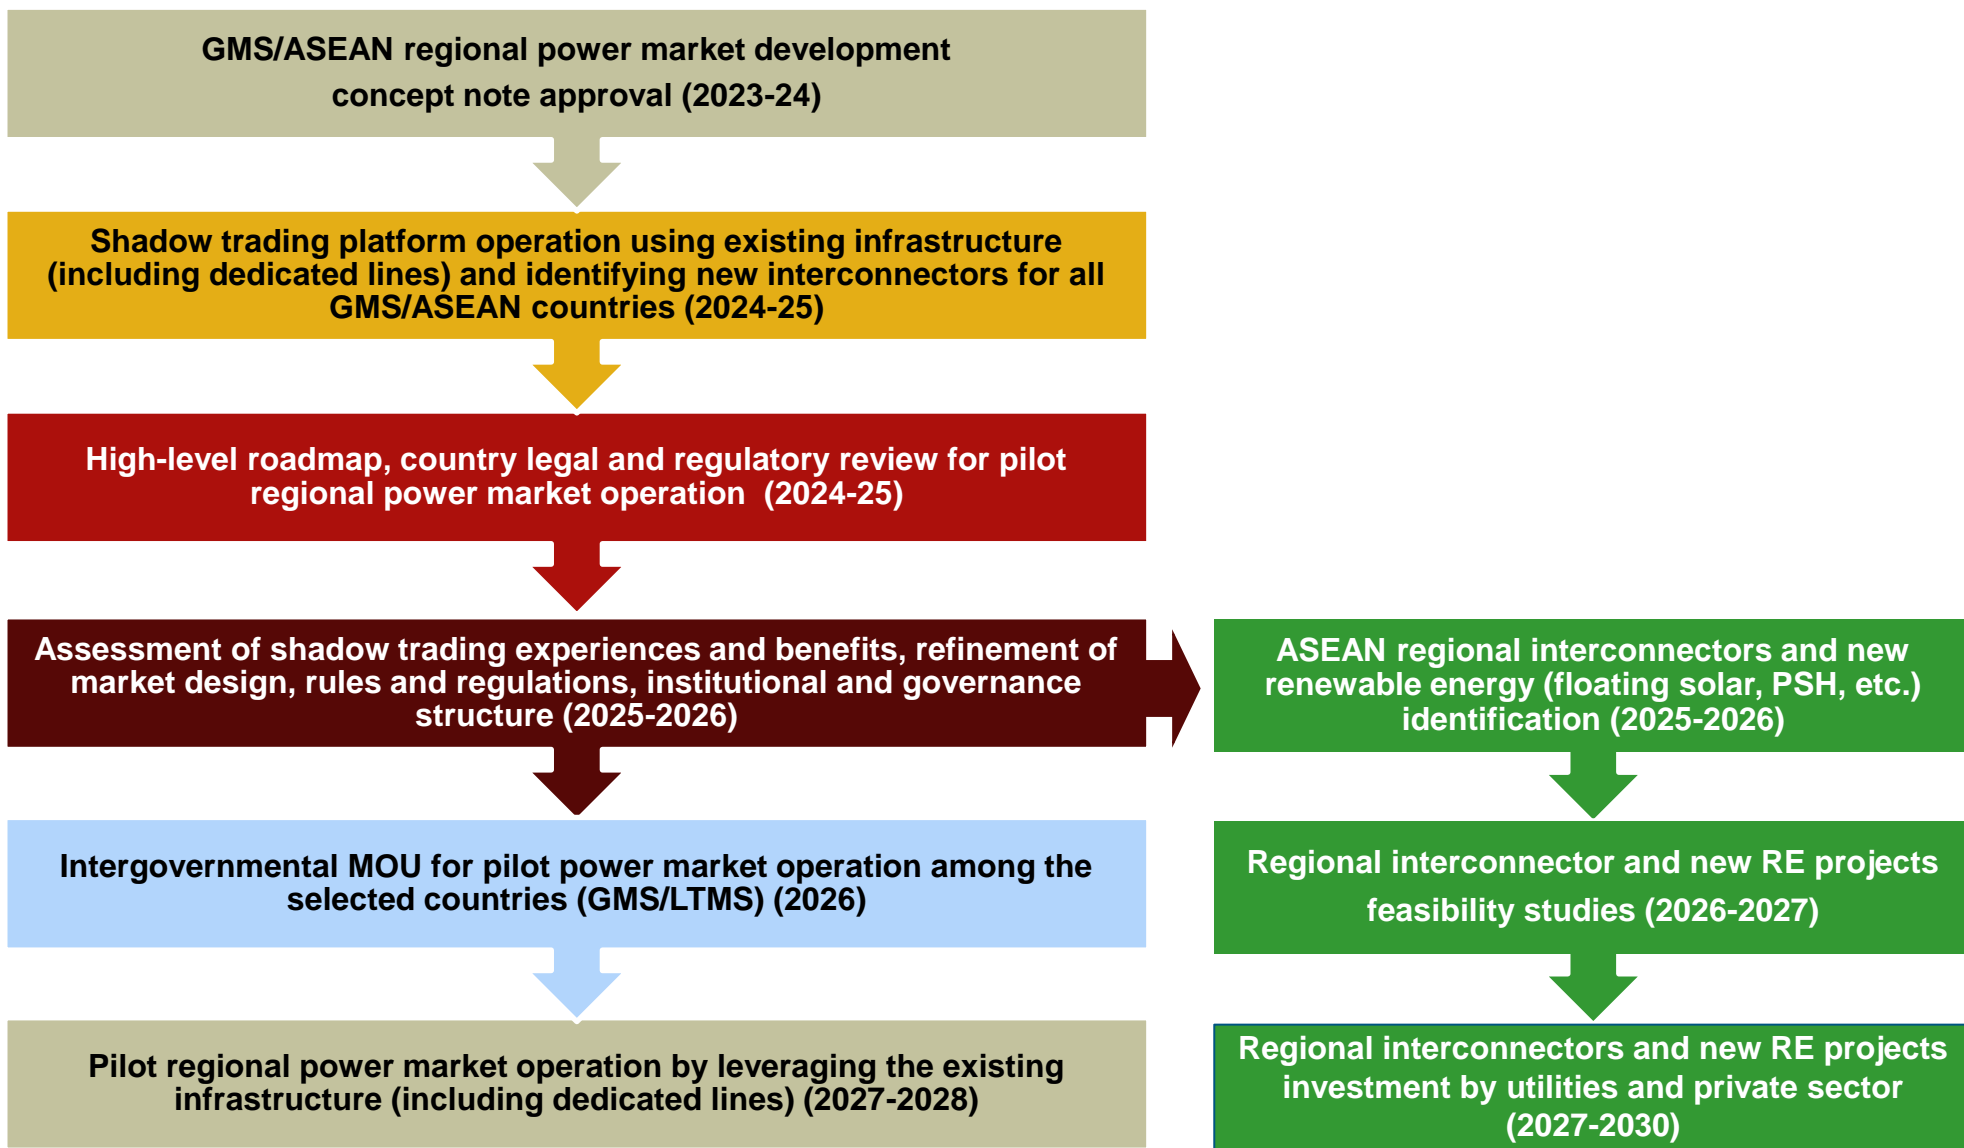 GMS/ASEAN regional power market development
concept note approval (2023-24)
Shadow trading platform operation using existing infrastructure
(including dedicated lines) and identifying new interconnectors for all
GMS/ASEAN countries (2024-25)
High-level roadmap, country legal and regulatory review for pilot
regional power market operation  (2024-25)
Assessment of shadow trading experiences and benefits, refinement of
market design, rules and regulations, institutional and governance
structure (2025-2026)
Intergovernmental MOU for pilot power market operation among the
selected countries (GMS/LTMS) (2026)
Pilot regional power market operation by leveraging the existing
infrastructure (including dedicated lines) (2027-2028)
ASEAN regional interconnectors and new
renewable energy (floating solar, PSH, etc.)
identification (2025-2026)
Regional interconnector and new RE projects
feasibility studies (2026-2027)
Regional interconnectors and new RE projects
investment by utilities and private sector
(2027-2030)